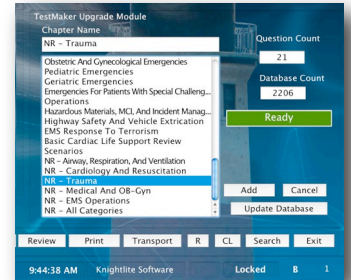 TestMaker Upgrade Module
Chapter Name
NR - Trauma
Question Count
21
Database Count
2206
Ready
Obstetric And Gynecological Emergencies
Pediatric Emergencies
Geriatric Emergencies
Emergencies For Patients With Special Challeng...
Operations
Hazardous Materials, MCI, And Incident Manag...
Highway Safety And Vehicle Extrication
EMS Response To Terrorism
Basic Cardiac Life Support Review
Scenarios
NR - Airway, Respiration, And Ventilation
NR - Cardiology And Resuscitation
NR - Trauma
NR - Medical And OB-Gyn
NR - EMS Operations
NR - All Categories
Add Cancel
Update Database
Review Print Transport R CL Search Exit
9:44:38 AM Knightlite Software Locked B 1